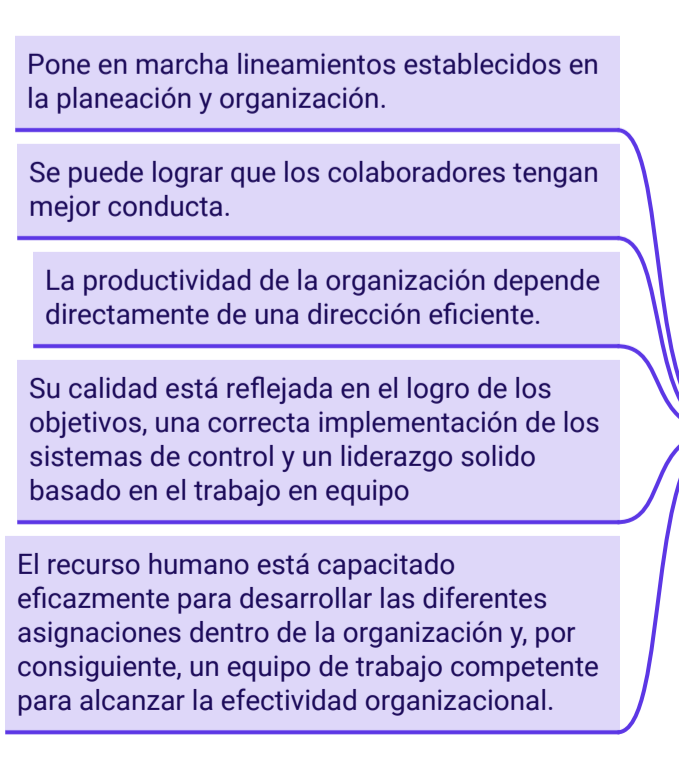 Pone en marcha lineamientos establecidos en
la planeación y organización.
Se puede lograr que los colaboradores tengan
mejor conducta.
La productividad de la organización depende
directamente de una dirección eficiente.
Su calidad está reflejada en el logro de los
objetivos, una correcta implementación de los
sistemas de control y un liderazgo solido
basado en el trabajo en equipo
El recurso humano está capacitado
eficazmente para desarrollar las diferentes
asignaciones dentro de la organización y, por
consiguiente, un equipo de trabajo competente
para alcanzar la efectividad organizacional.